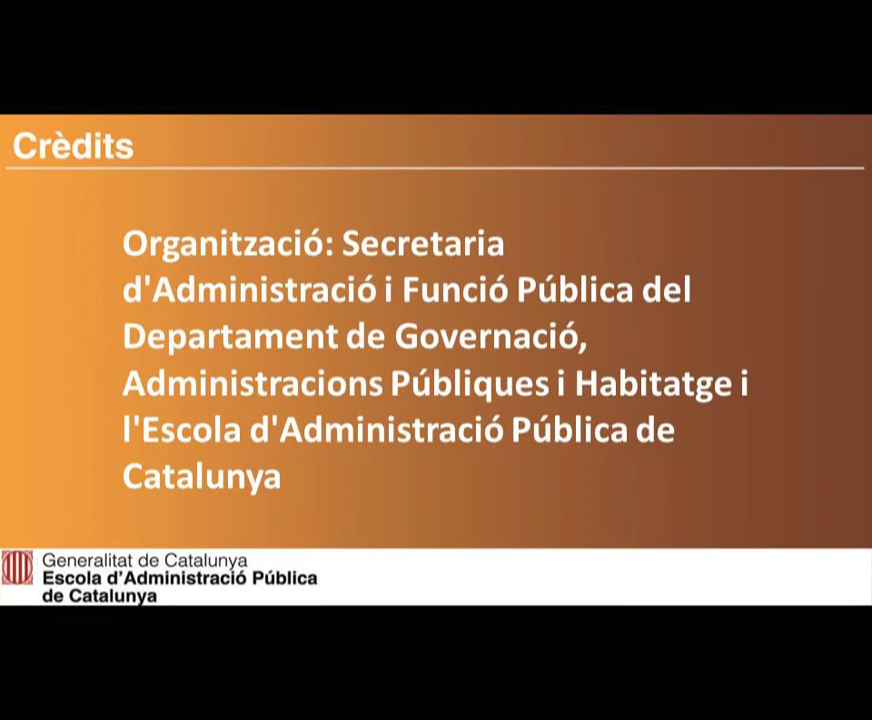 Crèdits
Organització: Secretaria
d'Administració i Funció Pública del
Departament de Governació,
Administracions Públiques i Habitatge i
l'Escola d'Administració Pública de
Catalunya
Generalitat de Catalunya
Escola d'Administració Pública
de Catalunya